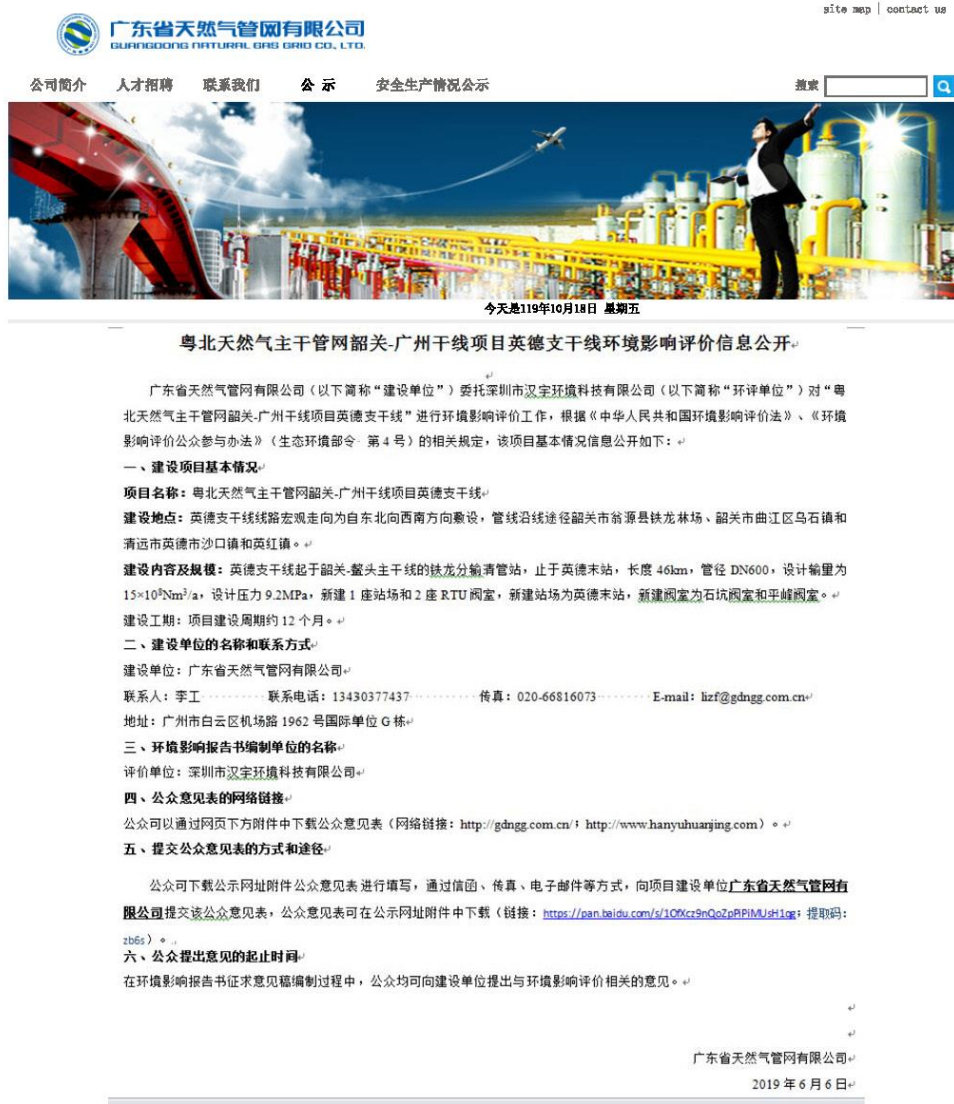 site map | contact us
广东省天然气管网有限公司
GUANGDONG NATURAL GAS GRID CO., LTD.
公司简介 人才招聘 联系我们 公 示 安全生产情况公示 搜索
今天是119年10月18日 星期五
粤北天然气主干管网韶关-广州干线项目英德支干线环境影响评价信息公开
广东省天然气管网有限公司(以下简称“建设单位”)委托深圳市汉宇环境科技有限公司(以下简称“环评单位”)对“粤
北天然气主干管网韶关-广州干线项目英德支干线”进行环境影响评价工作,根据《中华人民共和国环境影响评价法》、《环境
影响评价公众参与办法》(生态环境部令 第 4 号)的相关规定,该项目基本情况信息公开如下:
一、建设项目基本情况
项目名称:粤北天然气主干管网韶关-广州干线项目英德支干线
建设地点:英德支干线线路宏观走向为自东北向西南方向敷设,管线沿线途径韶关市翁源县铁龙林场、韶关市曲江区乌石镇和
清远市英德市沙口镇和英红镇。
建设内容及规模:英德支干线起于韶关-鳌头主干线的铁龙分输清管站,止于英德末站,长度 46km,管径 DN600,设计输量为
15×10⁸Nm³/a,设计压力 9.2MPa,新建 1 座站场和 2 座 RTU 阀室,新建站场为英德末站,新建阀室为石坑阀室和平峰阀室。
建设工期:项目建设周期约 12 个月。
二、建设单位的名称和联系方式
建设单位:广东省天然气管网有限公司
联系人:李工 联系电话:13430377437 传真:020-66816073 E-mail:lizf@gdngg.com.cn
地址:广州市白云区机场路 1962 号国际单位 G 栋
三、环境影响报告书编制单位的名称
评价单位:深圳市汉宇环境科技有限公司
四、公众意见表的网络链接
公众可以通过网页下方附件中下载公众意见表(网络链接:http://gdngg.com.cn/;http://www.hanyuhuanjing.com)。
五、提交公众意见表的方式和途径
公众可下载公示网址附件公众意见表进行填写,通过信函、传真、电子邮件等方式,向项目建设单位广东省天然气管网有
限公司提交该公众意见表,公众意见表可在公示网址附件中下载(链接:https://pan.baidu.com/s/1OfXcz9nQoZpPiPiMUsH1qg;提取码:
zb6s)。
六、公众提出意见的起止时间
在环境影响报告书征求意见稿编制过程中,公众均可向建设单位提出与环境影响评价相关的意见。
广东省天然气管网有限公司
2019 年 6 月 6 日